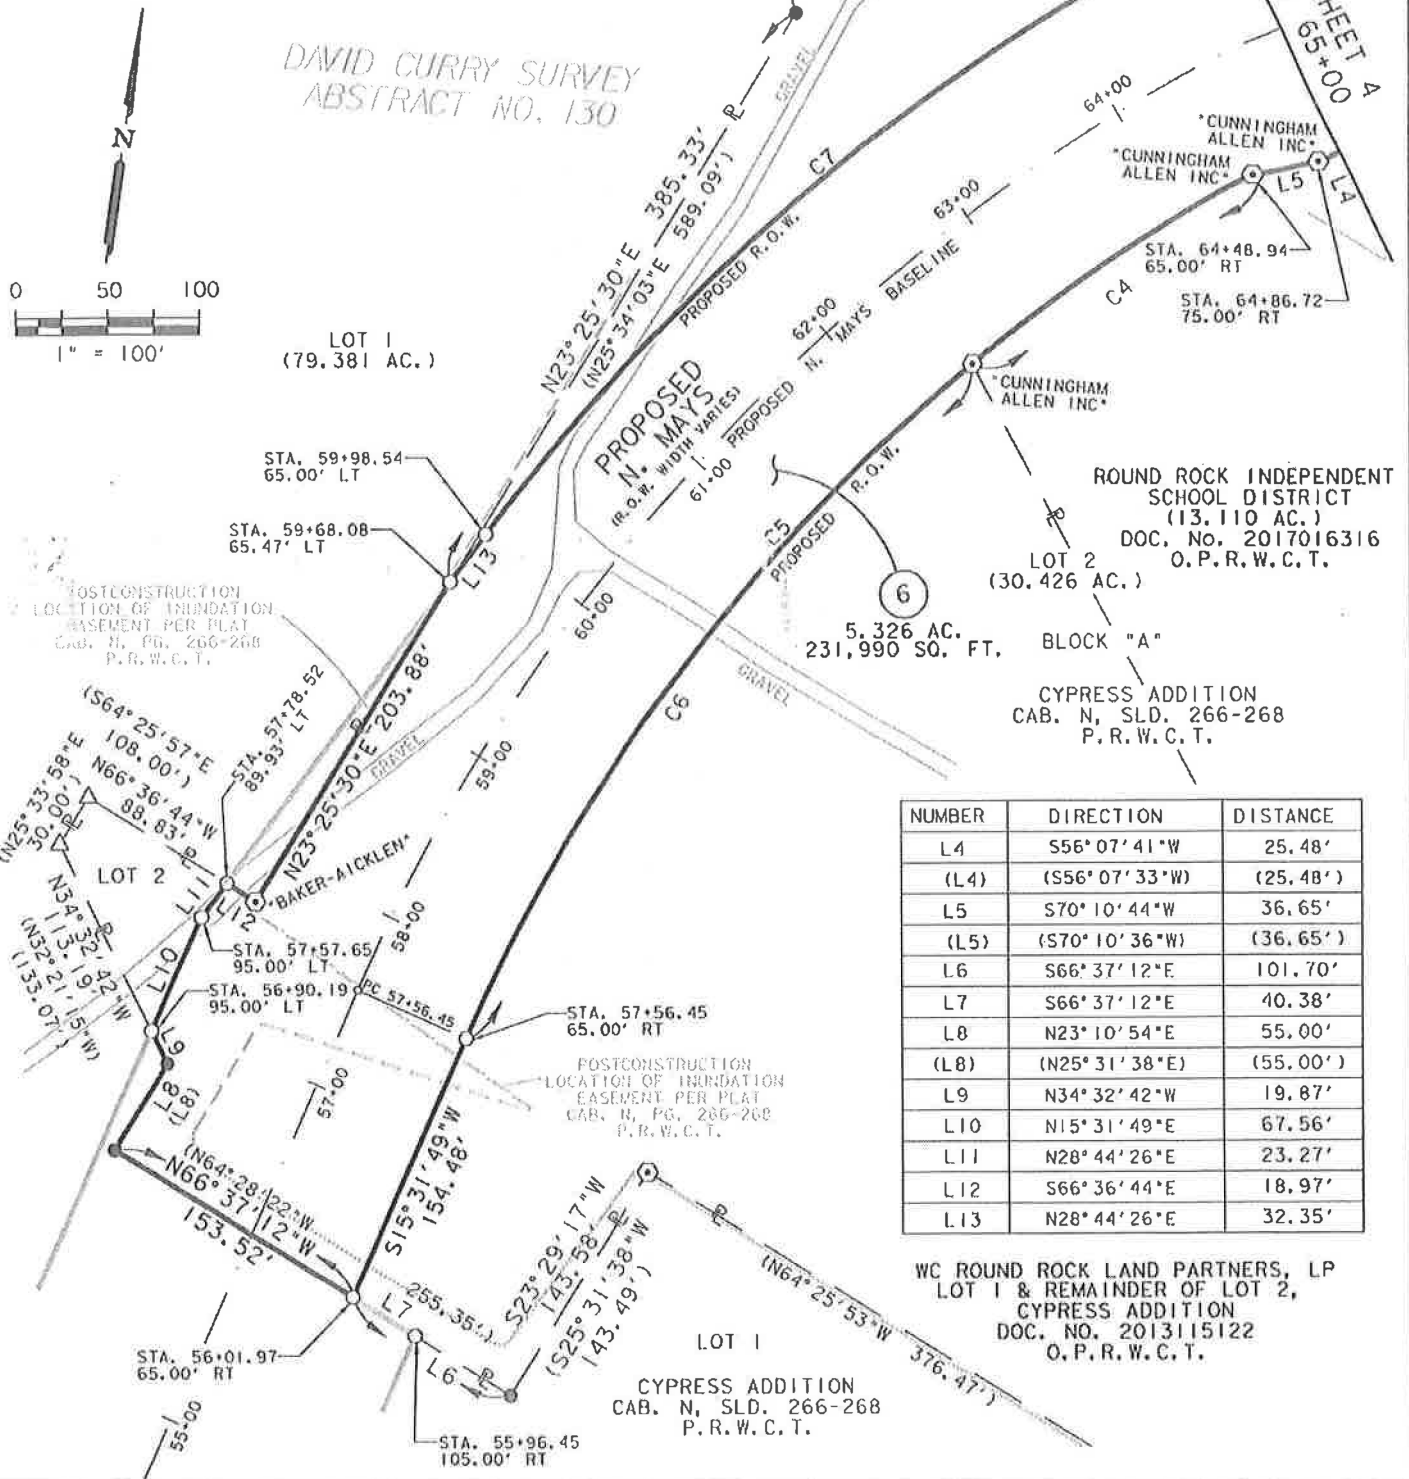 HEET 4
65+00
DAVID CURRY SURVEY
ABSTRACT NO. 130
N
0 50 100
1" = 100'
LOT 1
(79.381 AC.)
N23°25'30"E 385.33'
(N25°34'03"E 589.09')
P
GRAVEL
C7
PROPOSED R.O.W.
64+00
63+00
62+00
61+00
60+00
59+00
58+00
57+00
55+00
PROPOSED N. MAYS BASELINE
"CUNNINGHAM
ALLEN INC"
"CUNNINGHAM
ALLEN INC"
L5
L4
STA. 64+48.94
65.00' RT
STA. 64+86.72
75.00' RT
C4
"CUNNINGHAM
ALLEN INC"
PROPOSED
N. MAYS
(R.O.W. WIDTH VARIES)
STA. 59+98.54
65.00' LT
STA. 59+68.08
65.47' LT
L13
C5
PROPOSED R.O.W.
ROUND ROCK INDEPENDENT
SCHOOL DISTRICT
(13.110 AC.)
DOC. No. 2017016316
O.P.R.W.C.T.
P
LOT 2
(30.426 AC.)
6
5.326 AC.
231,990 SQ. FT.
BLOCK "A"
CYPRESS ADDITION
CAB. N, SLD. 266-268
P.R.W.C.T.
GRAVEL
C6
OSTCONSTRUCTION
LOCATION OF INUNDATION
EASEMENT PER PLAT
CAB. N, PG. 266-268
P.R.W.C.T.
(S64°25'57"E
108.00')
N66°36'44"W
88.83'
STA. 57+78.52
89.93' LT
P
N23°25'30"E 203.88'
GRAVEL
(N25°33'58"E
30.00')
P
P
LOT 2
L11
L12
"BAKER-AICKLEN"
N34°32'42"W
113.19'
(N32°21'15"W)
(133.07')
P
L10
STA. 57+57.65
95.00' LT
STA. 56+90.19
95.00' LT
PC 57+56.45
L9
L8
(L8)
STA. 57+56.45
65.00' RT
POSTCONSTRUCTION
LOCATION OF INUNDATION
EASEMENT PER PLAT
CAB. N, PG. 266-268
P.R.W.C.T.
S15°31'49"W
154.48'
(N64°28'22"W
N66°37'12"W
153.52'
255.35')
L7
S23°29'17"W
143.58'
(S25°31'38"W
143.49')
P
P
(N64°25'53"W 376.47')
STA. 56+01.97
65.00' RT
L6
P
STA. 55+96.45
105.00' RT
LOT 1
CYPRESS ADDITION
CAB. N, SLD. 266-268
P.R.W.C.T.
NUMBER DIRECTION DISTANCE
L4 S56°07'41"W 25.48'
(L4) (S56°07'33"W) (25.48')
L5 S70°10'44"W 36.65'
(L5) (S70°10'36"W) (36.65')
L6 S66°37'12"E 101.70'
L7 S66°37'12"E 40.38'
L8 N23°10'54"E 55.00'
(L8) (N25°31'38"E) (55.00')
L9 N34°32'42"W 19.87'
L10 N15°31'49"E 67.56'
L11 N28°44'26"E 23.27'
L12 S66°36'44"E 18.97'
L13 N28°44'26"E 32.35'
WC ROUND ROCK LAND PARTNERS, LP
LOT 1 & REMAINDER OF LOT 2,
CYPRESS ADDITION
DOC. NO. 2013115122
O.P.R.W.C.T.